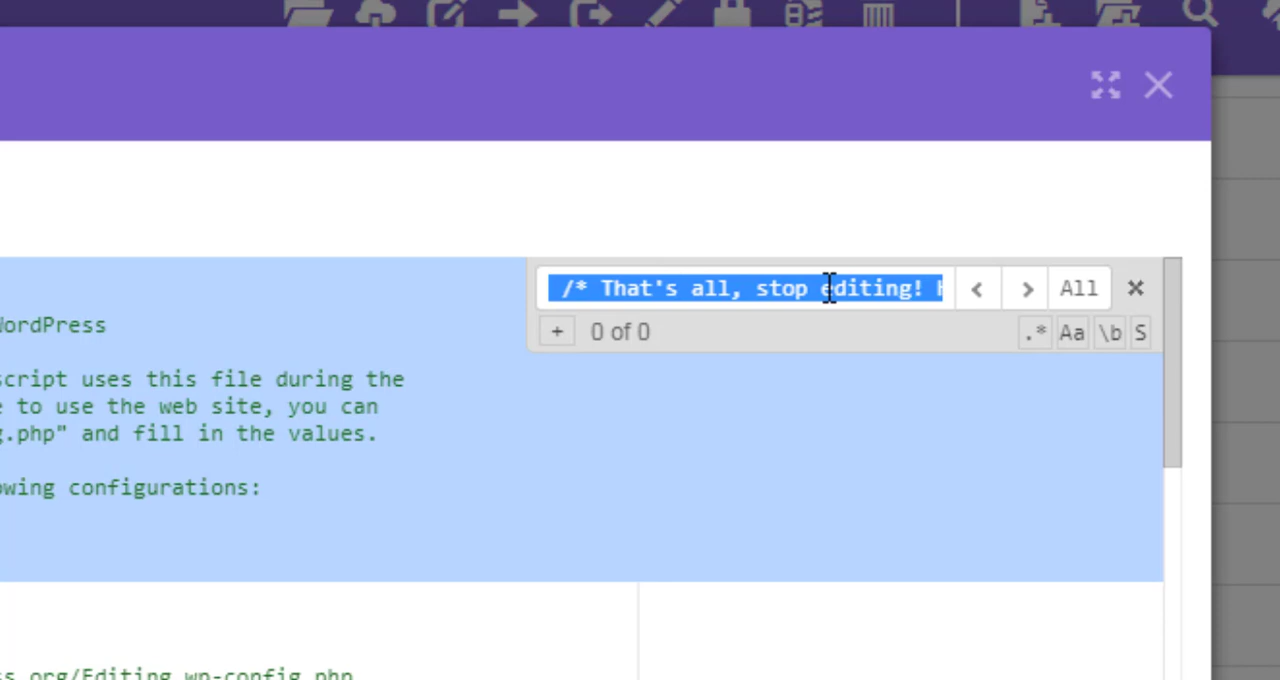 /* That's all, stop editing!
All
+ 0 of 0 .* Aa \b S
WordPress
script uses this file during the
to use the web site, you can
.php" and fill in the values.
owing configurations:
org/Editing_wp-config.php